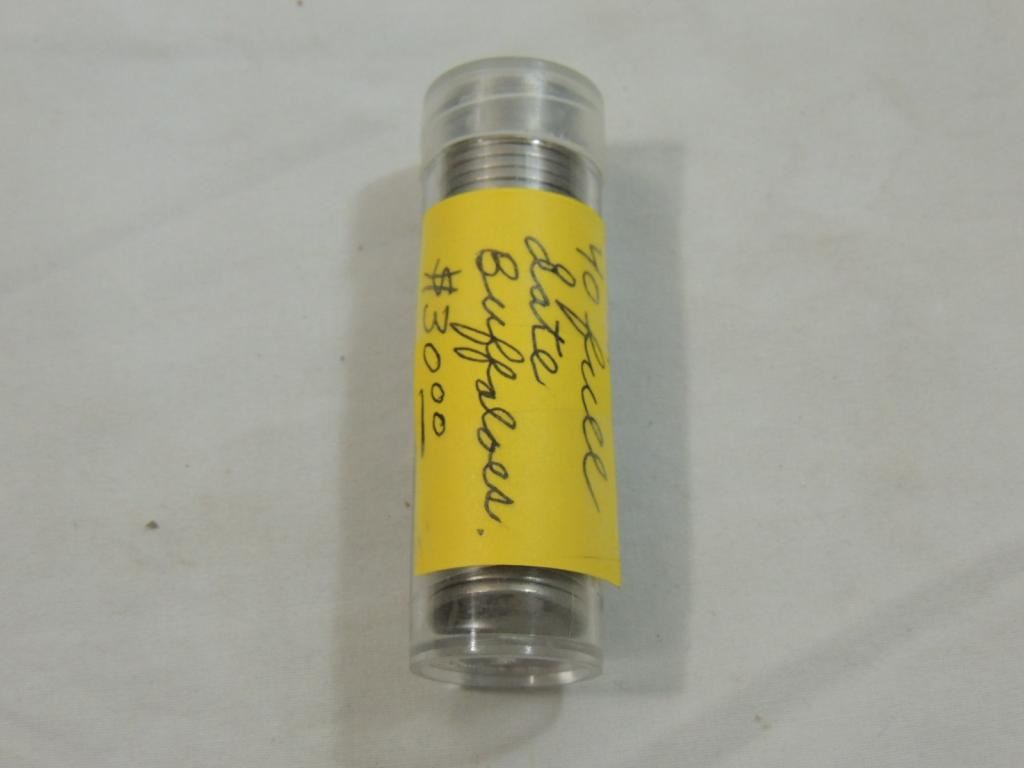 40 full
date
Buffaloes.
$3000